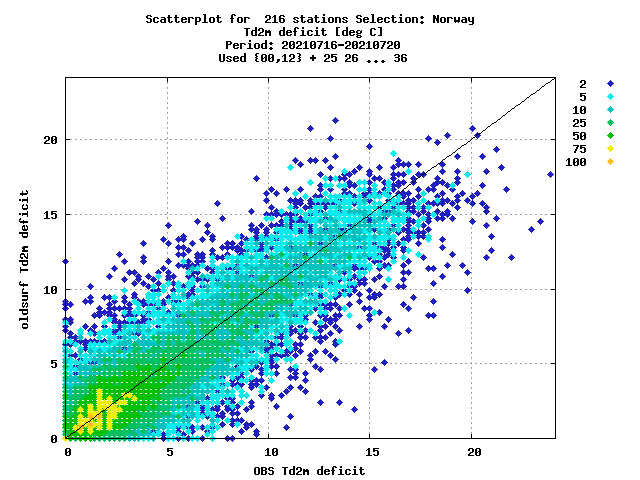 Scatterplot for  216 stations Selection: Norway
Td2m deficit [deg C]
Period: 20210716-20210720
Used {00,12} + 25 26 ... 36
2
5
10
25
50
75
100
20
15
10
5
0
oldsurf Td2m deficit
0 5 10 15 20
OBS Td2m deficit